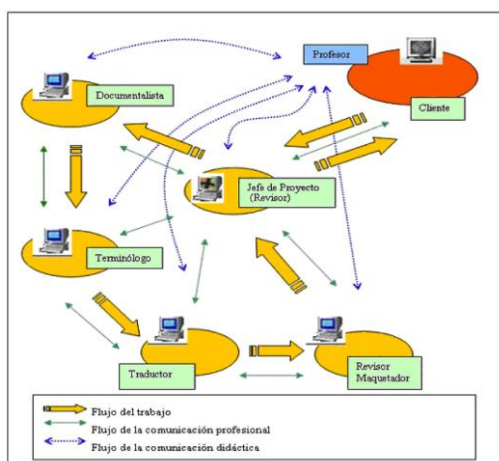 Profesor
Documentalista
Cliente
Jefe de Proyecto
(Revisor)
Terminólogo
Traductor
Revisor
Maquetador
Flujo del trabajo
Flujo de la comunicación profesional
Flujo de la comunicación didáctica